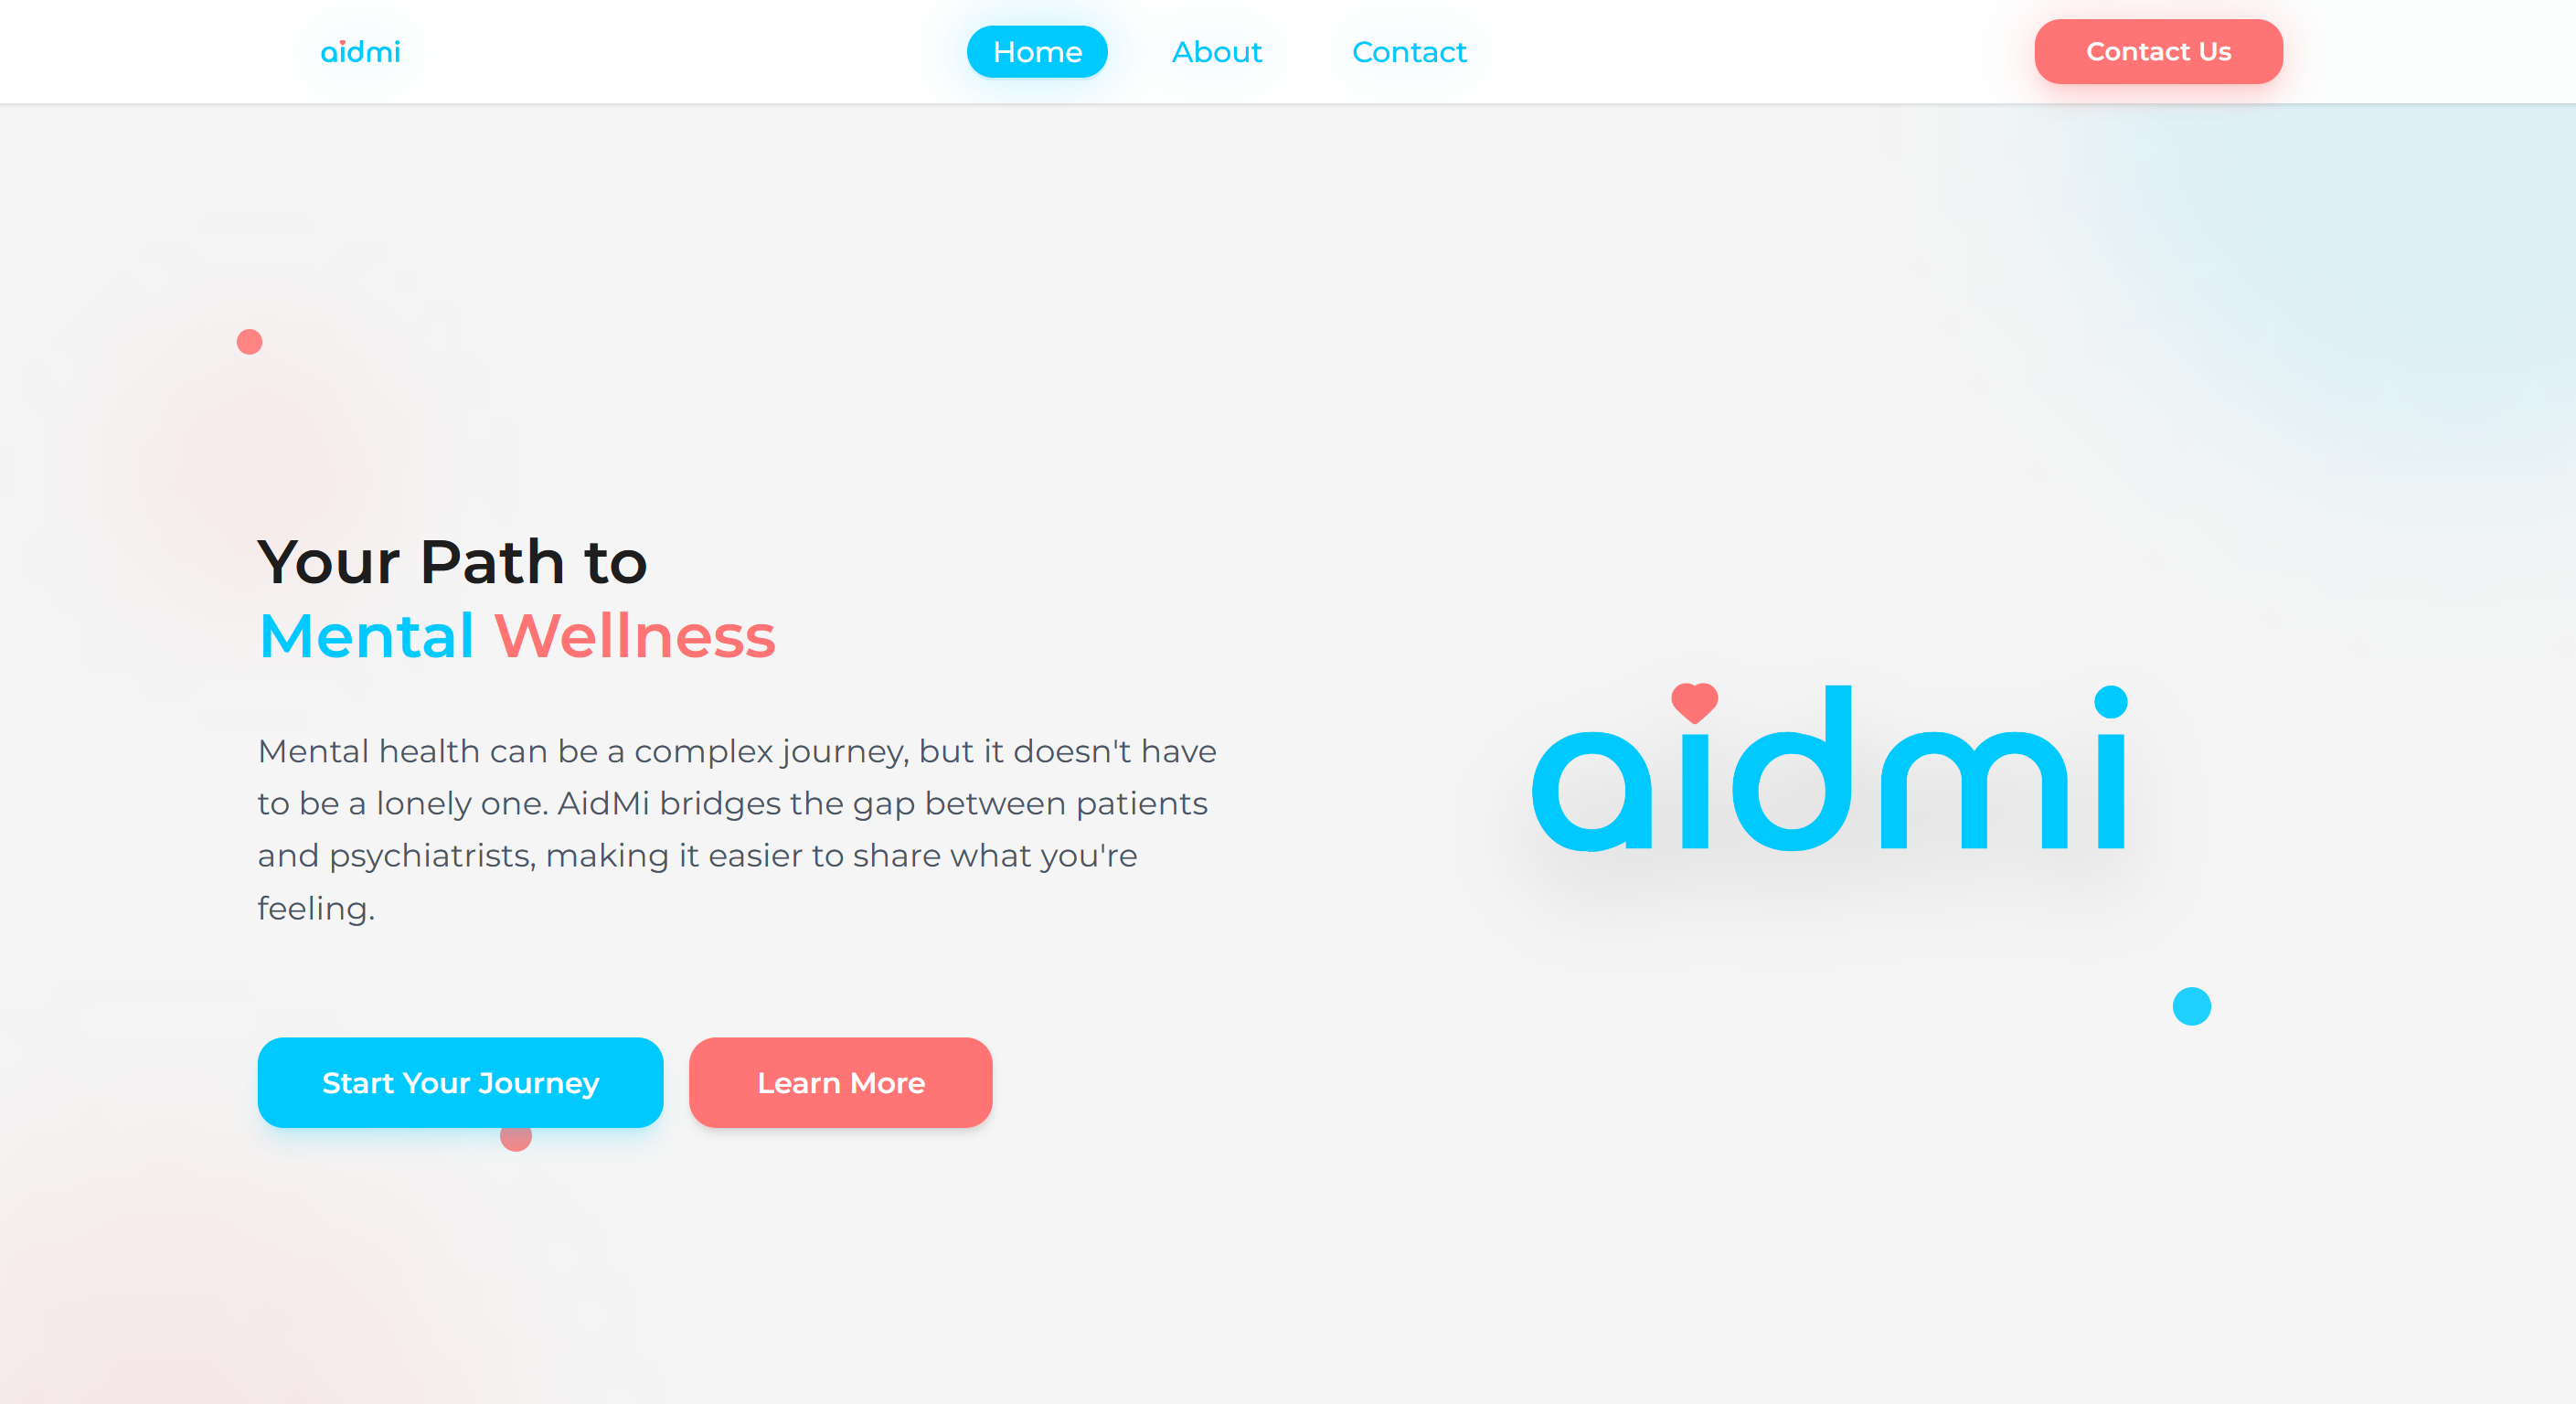 aidmi
Home
About
Contact
Contact Us
Your Path to
Mental Wellness
Mental health can be a complex journey, but it doesn't have
to be a lonely one. AidMi bridges the gap between patients
and psychiatrists, making it easier to share what you're
feeling.
Start Your Journey
Learn More
aidmi